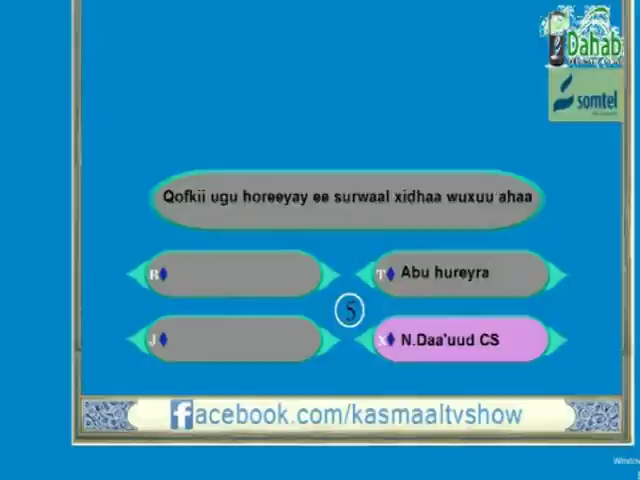 Dahab
somtel
Qofkii ugu horeeyay ee surwaal xidhaa wuxuu ahaa
B
T Abu hureyra
5
J
X N.Daa'uud CS
facebook.com/kasmaaltvshow